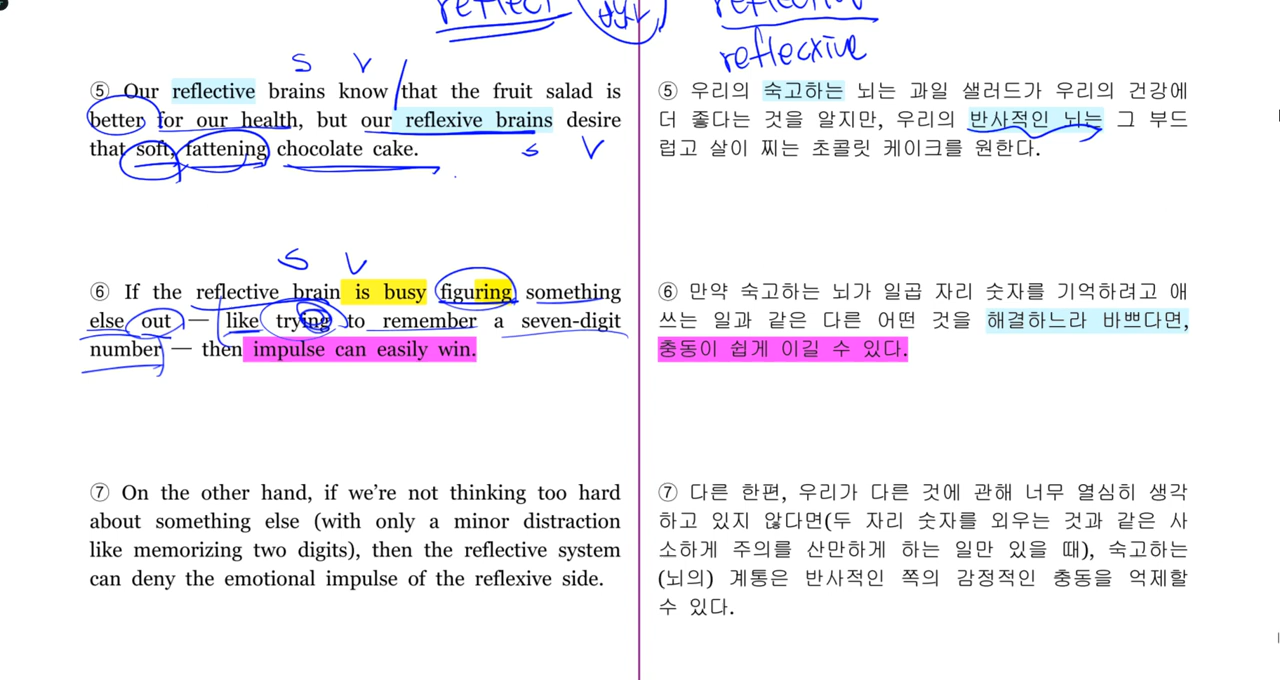 reflect
reflecxive
S V
⑤ Our reflective brains know that the fruit salad is
better for our health, but our reflexive brains desire
that soft, fattening chocolate cake.
S V
⑤ 우리의 숙고하는 뇌는 과일 샐러드가 우리의 건강에
더 좋다는 것을 알지만, 우리의 반사적인 뇌는 그 부드
럽고 살이 찌는 초콜릿 케이크를 원한다.
S V
⑥ If the reflective brain is busy figuring something
else out — like trying to remember a seven-digit
number — then impulse can easily win.
⑥ 만약 숙고하는 뇌가 일곱 자리 숫자를 기억하려고 애
쓰는 일과 같은 다른 어떤 것을 해결하느라 바쁘다면,
충동이 쉽게 이길 수 있다.
⑦ On the other hand, if we’re not thinking too hard
about something else (with only a minor distraction
like memorizing two digits), then the reflective system
can deny the emotional impulse of the reflexive side.
⑦ 다른 한편, 우리가 다른 것에 관해 너무 열심히 생각
하고 있지 않다면(두 자리 숫자를 외우는 것과 같은 사
소하게 주의를 산만하게 하는 일만 있을 때), 숙고하는
(뇌의) 계통은 반사적인 쪽의 감정적인 충동을 억제할
수 있다.